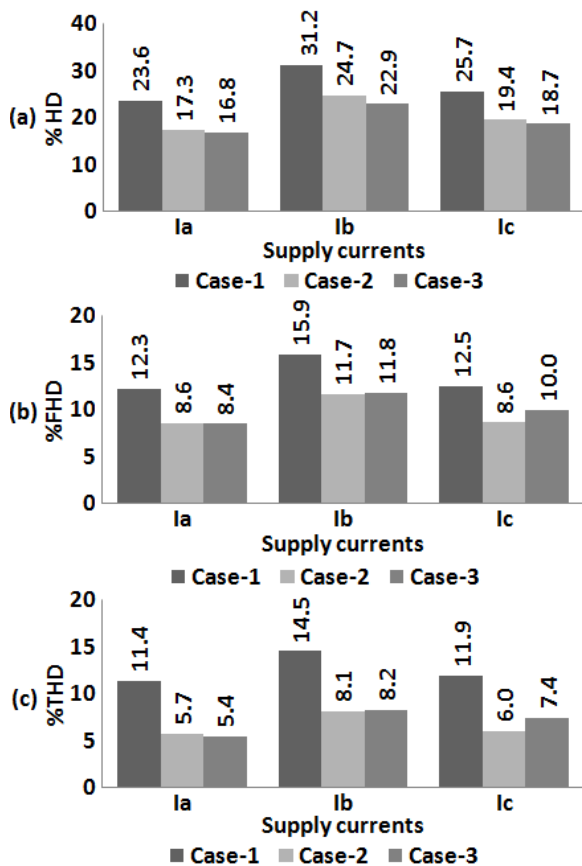 (a)
% HD
40
30
20
10
0
23.6
17.3
16.8
31.2
24.7
22.9
25.7
19.4
18.7
Ia
Ib
Ic
Supply currents
Case-1 Case-2 Case-3
(b)
%FHD
20
15
10
5
0
12.3
8.6
8.4
15.9
11.7
11.8
12.5
8.6
10.0
Ia
Ib
Ic
Supply currents
Case-1 Case-2 Case-3
(c)
%THD
20
15
10
5
0
11.4
5.7
5.4
14.5
8.1
8.2
11.9
6.0
7.4
Ia
Ib
Ic
Supply currents
Case-1 Case-2 Case-3